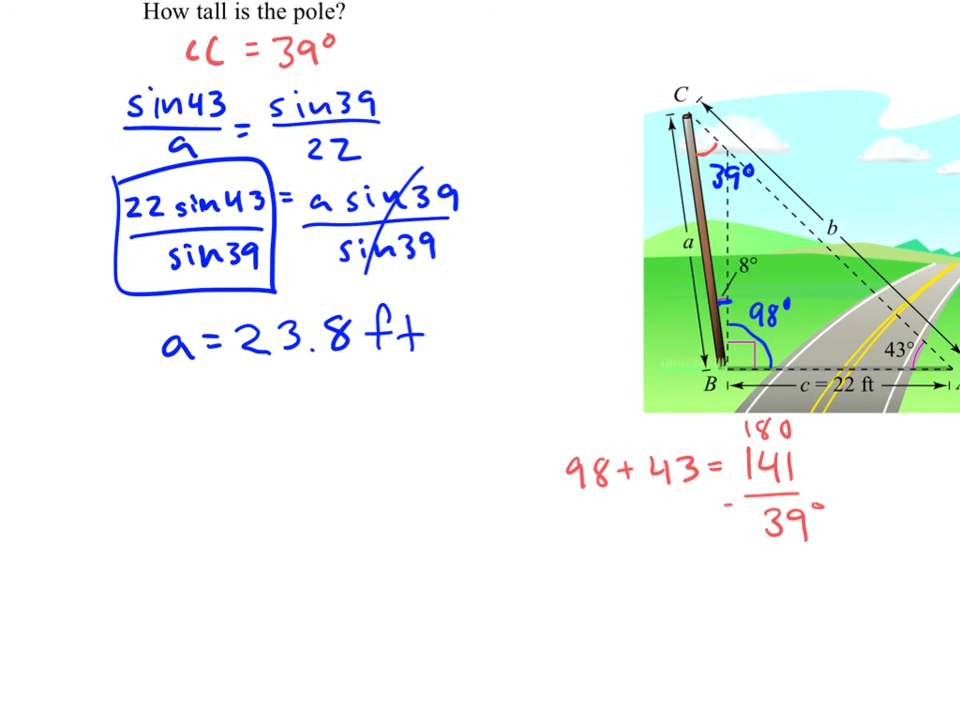 How tall is the pole?
∠C = 39°
sin43/a = sin39/22
22 sin43/sin39 = a sin39/sin39
a = 23.8 ft
C
39°
b
a
8°
98°
43°
B
c = 22 ft
180
98 + 43 = 141
- 39°